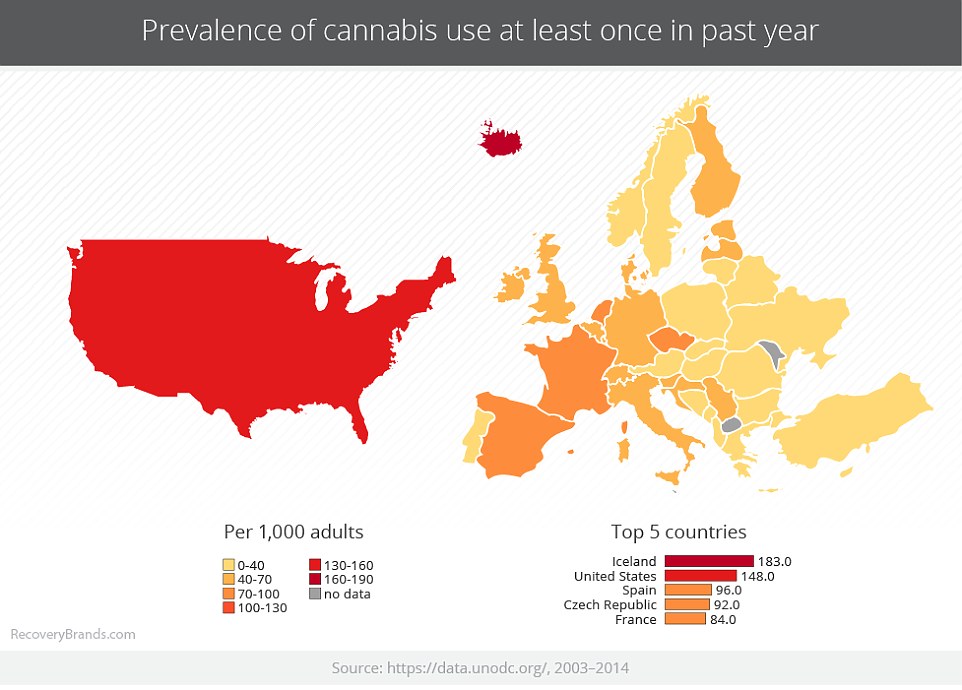 Prevalence of cannabis use at least once in past year
Per 1,000 adults
0-40
40-70
70-100
100-130
130-160
160-190
no data
Top 5 countries
Iceland 183.0
United States 148.0
Spain 96.0
Czech Republic 92.0
France 84.0
RecoveryBrands.com
Source: https://data.unodc.org/, 2003–2014